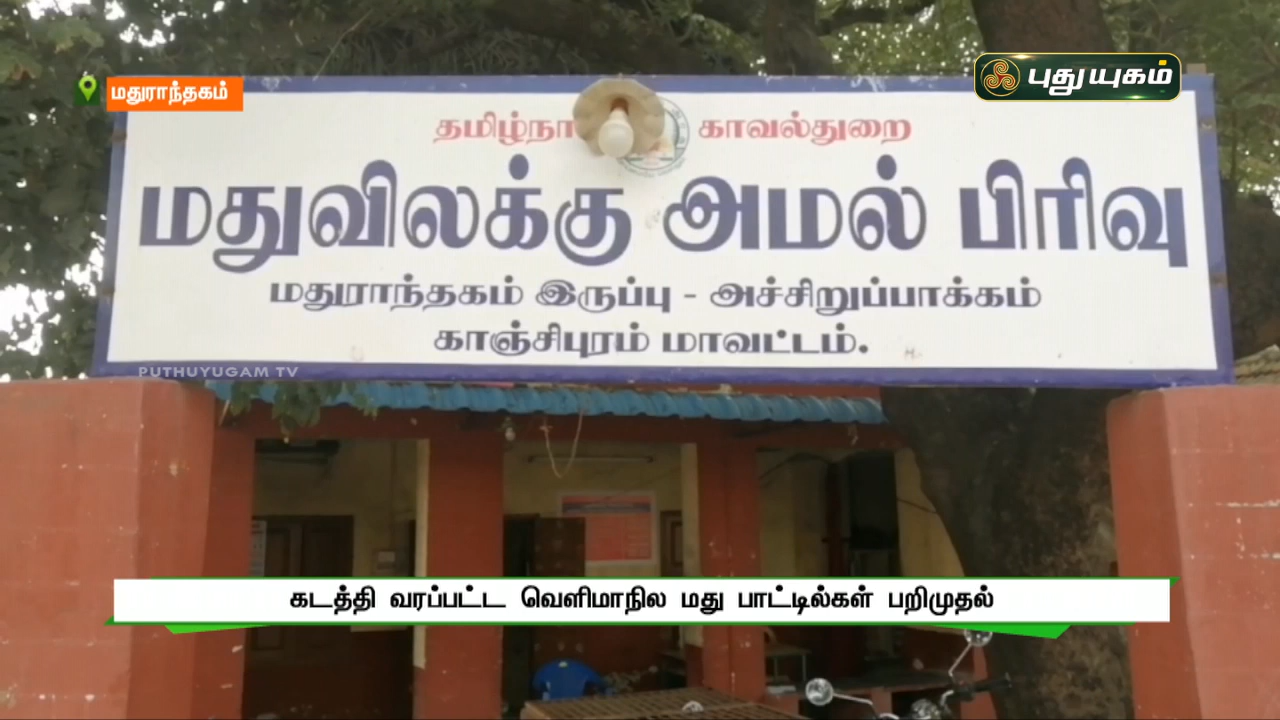 மதுராந்தகம்
புதுயுகம்
தமிழ்நா காவல்துறை
மதுவிலக்கு அமல் பிரிவு
மதுராந்தகம் இருப்பு - அச்சிறுப்பாக்கம்
காஞ்சிபுரம் மாவட்டம்.
PUTHUYUGAM TV
கடத்தி வரப்பட்ட வெளிமாநில மது பாட்டில்கள் பறிமுதல்